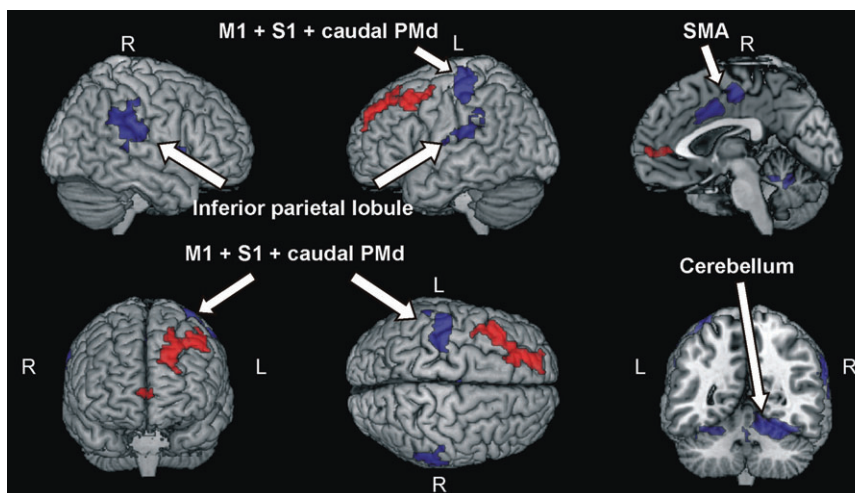 M1 + S1 + caudal PMd
SMA
R
L
R
Inferior parietal lobule
M1 + S1 + caudal PMd
Cerebellum
L
R
L
L
R
R